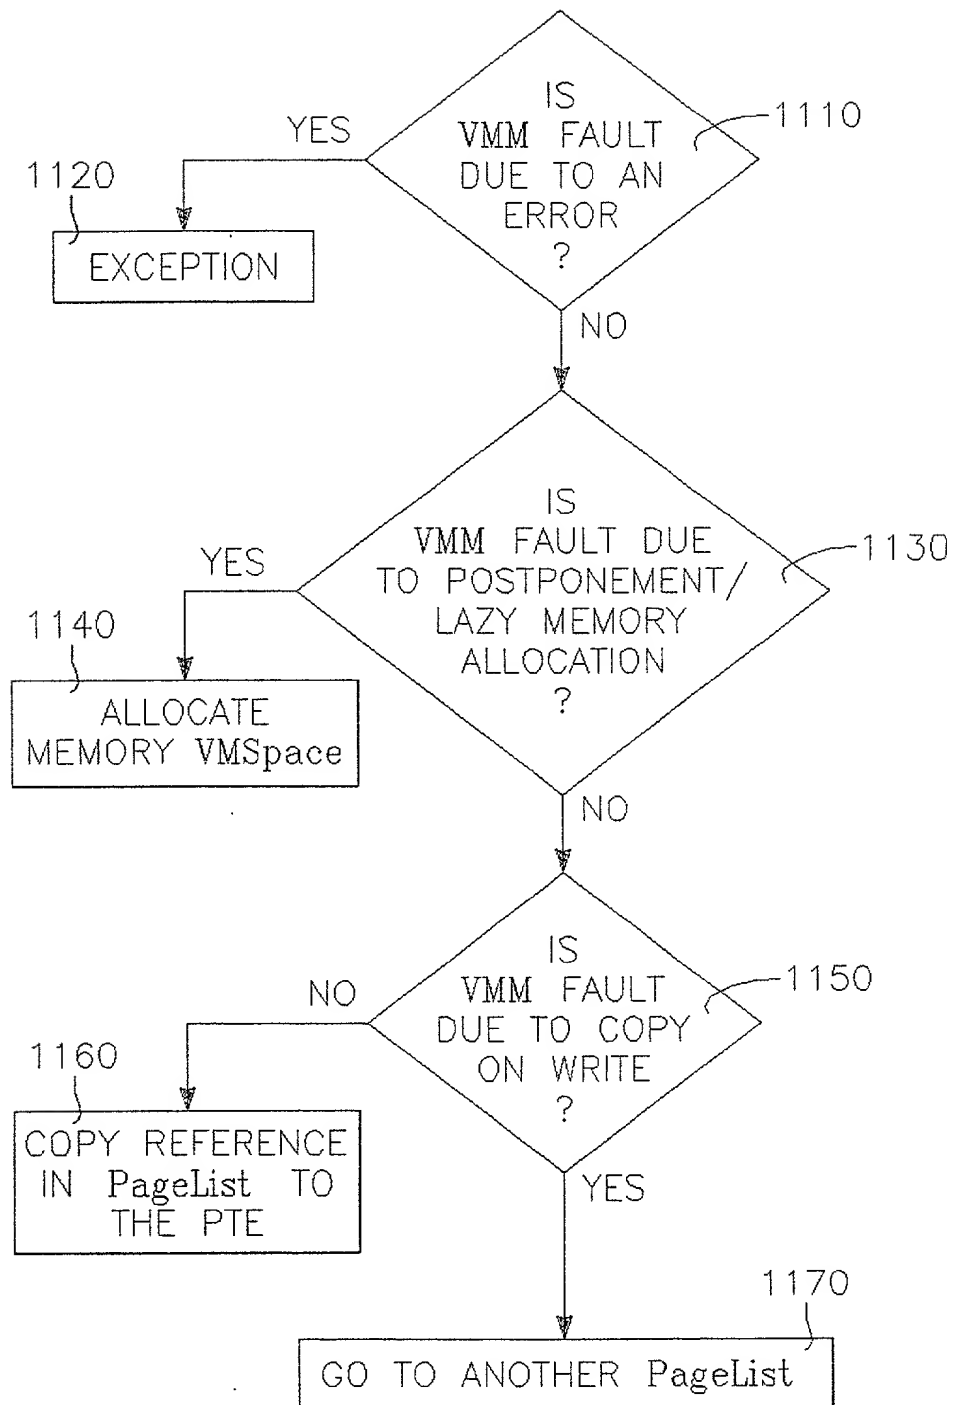 IS
VMM FAULT
DUE TO AN
ERROR
?
1110
YES
1120
EXCEPTION
NO
IS
VMM FAULT DUE
TO POSTPONEMENT/
LAZY MEMORY
ALLOCATION
?
1130
YES
1140
ALLOCATE
MEMORY VMSpace
NO
IS
VMM FAULT
DUE TO COPY
ON WRITE
?
1150
NO
1160
COPY REFERENCE
IN PageList TO
THE PTE
YES
1170
GO TO ANOTHER PageList